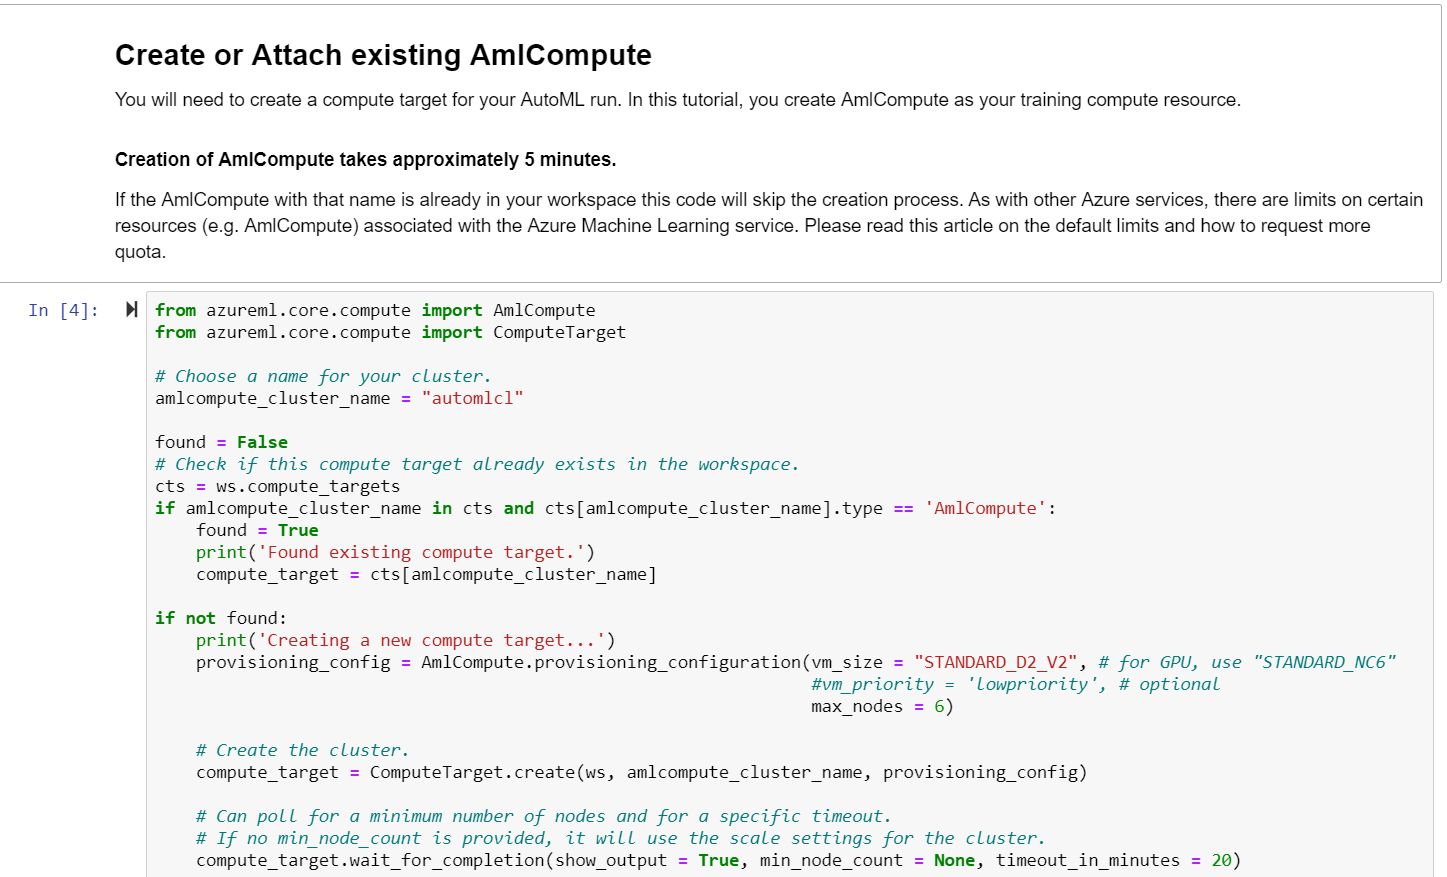 Create or Attach existing AmlCompute
You will need to create a compute target for your AutoML run. In this tutorial, you create AmlCompute as your training compute resource.
Creation of AmlCompute takes approximately 5 minutes.
If the AmlCompute with that name is already in your workspace this code will skip the creation process. As with other Azure services, there are limits on certain
resources (e.g. AmlCompute) associated with the Azure Machine Learning service. Please read this article on the default limits and how to request more
quota.
In [4]:
from azureml.core.compute import AmlCompute
from azureml.core.compute import ComputeTarget
# Choose a name for your cluster.
amlcompute_cluster_name = "automlcl"
found = False
# Check if this compute target already exists in the workspace.
cts = ws.compute_targets
if amlcompute_cluster_name in cts and cts[amlcompute_cluster_name].type == 'AmlCompute':
    found = True
    print('Found existing compute target.')
    compute_target = cts[amlcompute_cluster_name]
if not found:
    print('Creating a new compute target...')
    provisioning_config = AmlCompute.provisioning_configuration(vm_size = "STANDARD_D2_V2", # for GPU, use "STANDARD_NC6"
                                                                #vm_priority = 'lowpriority', # optional
                                                                max_nodes = 6)
    # Create the cluster.
    compute_target = ComputeTarget.create(ws, amlcompute_cluster_name, provisioning_config)
    # Can poll for a minimum number of nodes and for a specific timeout.
    # If no min_node_count is provided, it will use the scale settings for the cluster.
    compute_target.wait_for_completion(show_output = True, min_node_count = None, timeout_in_minutes = 20)